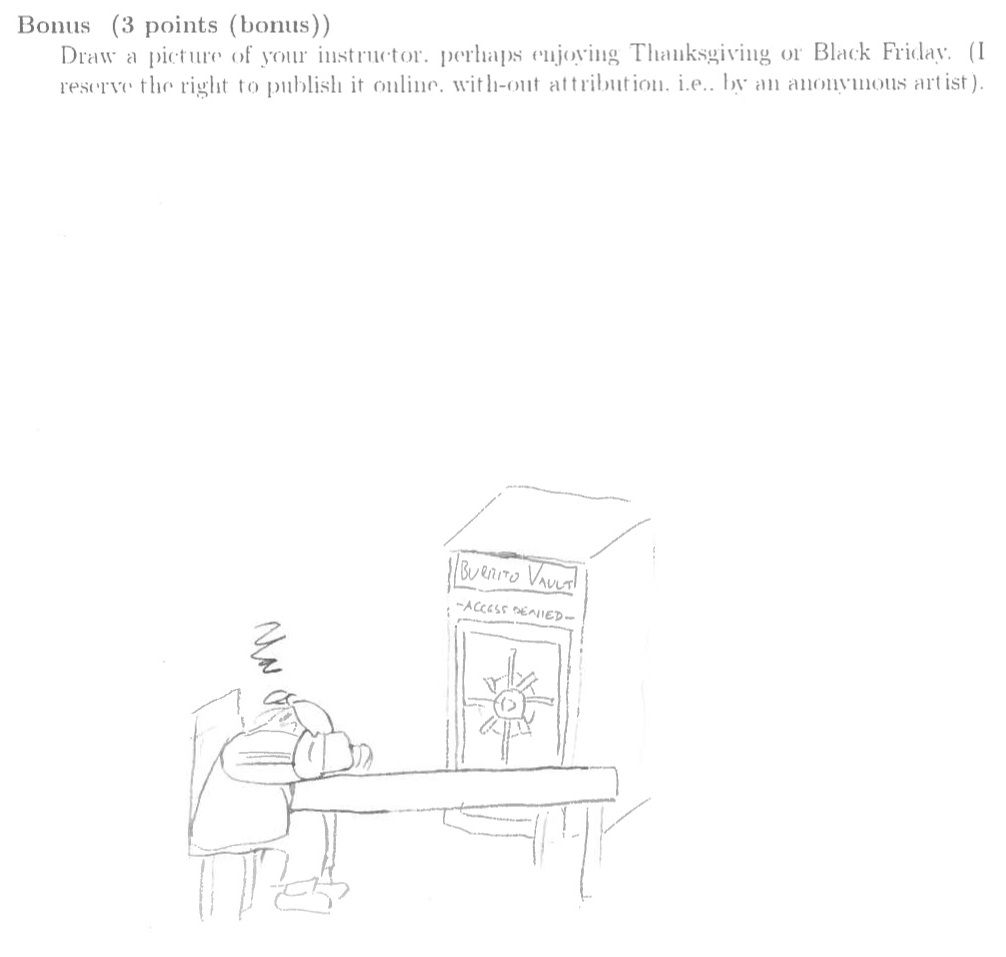 Bonus (3 points (bonus))
Draw a picture of your instructor, perhaps enjoying Thanksgiving or Black Friday. (I
reserve the right to publish it online, with-out attribution, i.e., by an anonymous artist).
BURRITO VAULT
-ACCESS DENIED-